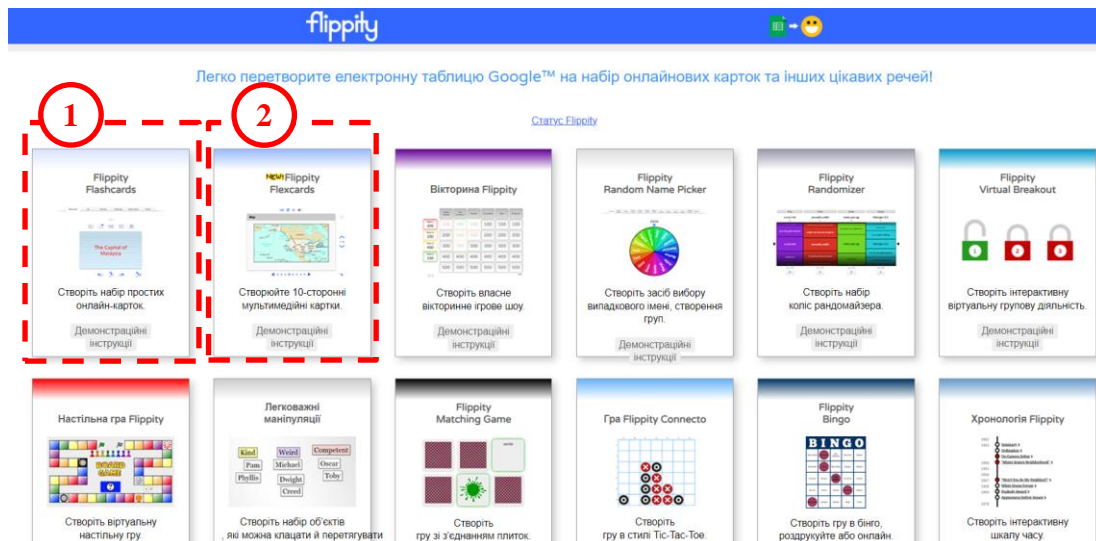 flippity
Легко перетворите електронну таблицю Google™ на набір онлайнових карток та інших цікавих речей!
1
2
Статус Flippity
Flippity
Flashcards
The Capital of
Malaysia
Створіть набір простих
онлайн-карток.
Демонстраційні
інструкції
NEW! Flippity
Flexcards
Створюйте 10-сторонні
мультимедійні картки.
Демонстраційні
інструкції
Вікторина Flippity
Створіть власне
вікторинне ігрове шоу.
Демонстраційні
інструкції
Flippity
Random Name Picker
Створіть засіб вибору
випадкового імені, створення
груп.
Демонстраційні
інструкції
Flippity
Randomizer
Створіть набір
коліс рандомайзера.
Демонстраційні
інструкції
Flippity
Virtual Breakout
1 2 3
Створіть інтерактивну
віртуальну групову діяльність.
Демонстраційні
інструкції
Настільна гра Flippity
BOARD
GAME
?
Створіть віртуальну
настільну гру.
Легковажні
маніпуляції
Kind Weird Competent
Pam Michael Oscar
Phyllis Dwight Toby
Creed
Створіть набір об'єктів
, які можна клацати й перетягувати
Flippity
Matching Game
Створіть
гру зі з'єднанням плиток.
Гра Flippity Connecto
Створіть
гру в стилі Tic-Tac-Toe.
Flippity
Bingo
BINGO
Створіть гру в бінго,
роздрукуйте або онлайн.
Хронологія Flippity
Створіть інтерактивну
шкалу часу.